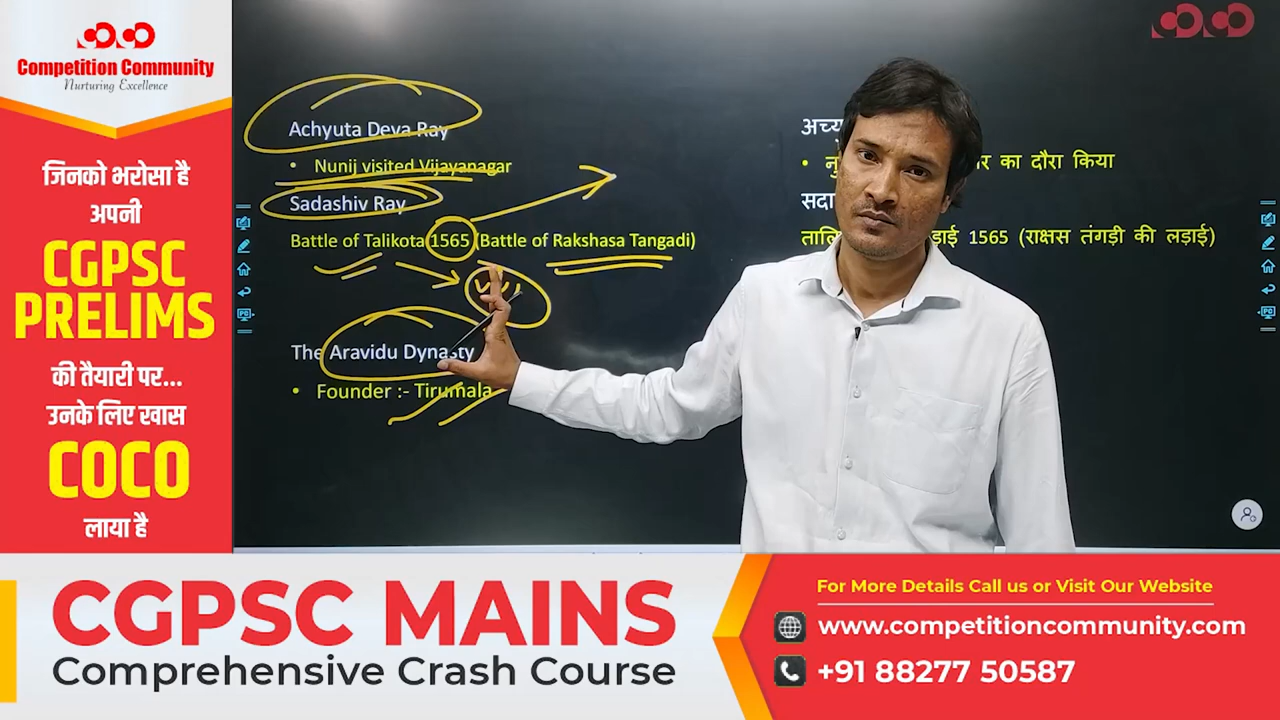 Competition Community
Nurturing Excellence
जिनको भरोसा है
अपनी
CGPSC
PRELIMS
की तैयारी पर...
उनके लिए खास
COCO
लाया है
Achyuta Deva Ray
• Nunij visited Vijayanagar
Sadashiv Ray
Battle of Talikota 1565 (Battle of Rakshasa Tangadi)
The Aravidu Dynasty
• Founder :- Tirumala
का दौरा किया
1565 (राक्षस तंगड़ी की लड़ाई)
CGPSC MAINS
Comprehensive Crash Course
For More Details Call us or Visit Our Website
www.competitioncommunity.com
+91 88277 50587